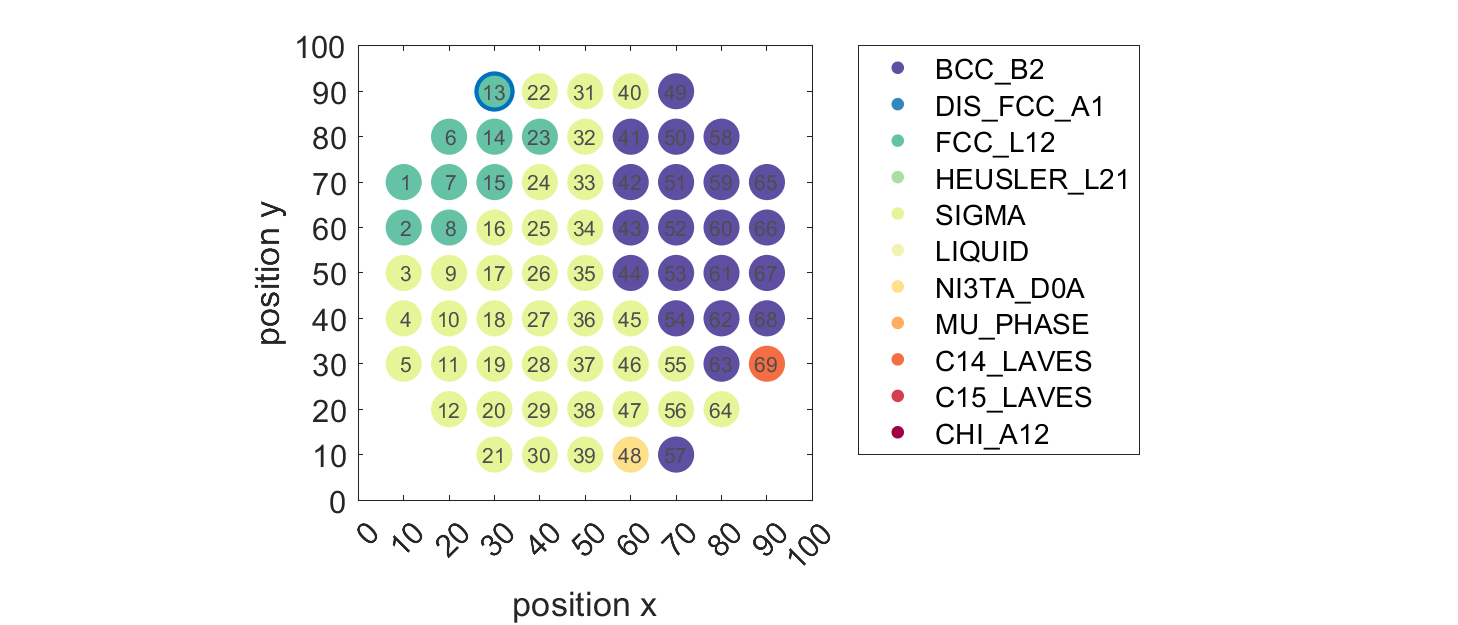 100
90
80
70
60
50
40
30
20
10
0
13 22 31 40 49
6 14 23 32 41 50 58
1 7 15 24 33 42 51 59 65
2 8 16 25 34 43 52 60 66
3 9 17 26 35 44 53 61 67
4 10 18 27 36 45 54 62 68
5 11 19 28 37 46 55 63 69
12 20 29 38 47 56 64
21 30 39 48 57
0 10 20 30 40 50 60 70 80 90 100
position x
position y
BCC_B2
DIS_FCC_A1
FCC_L12
HEUSLER_L21
SIGMA
LIQUID
NI3TA_D0A
MU_PHASE
C14_LAVES
C15_LAVES
CHI_A12